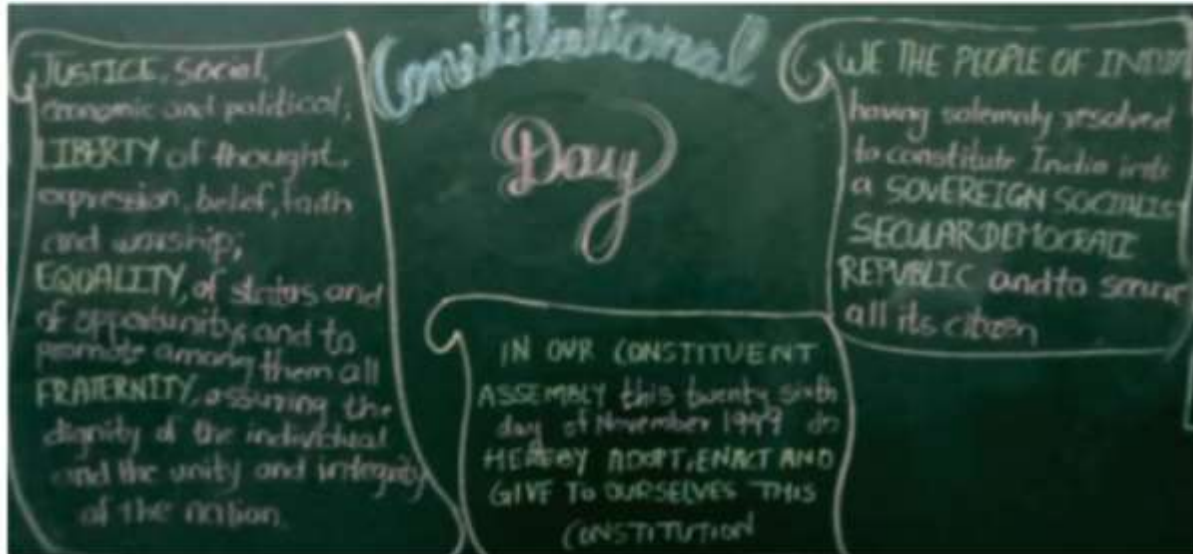 Constitutional
Day
JUSTICE, social,
economic and political;
LIBERTY of thought,
expression, belief, faith
and worship;
EQUALITY, of status and
of opportunity, and to
promote among them all
FRATERNITY, assuring the
dignity of the individual
and the unity and integrity
of the nation.
IN OUR CONSTITUENT
ASSEMBLY this twenty sixth
day of November 1949 do
HEREBY ADOPT, ENACT AND
GIVE TO OURSELVES THIS
CONSTITUTION
WE THE PEOPLE OF INDIA
having solemnly resolved
to constitute India into
a SOVEREIGN SOCIALIST
SECULAR DEMOCRATIC
REPUBLIC and to secure
all its citizen